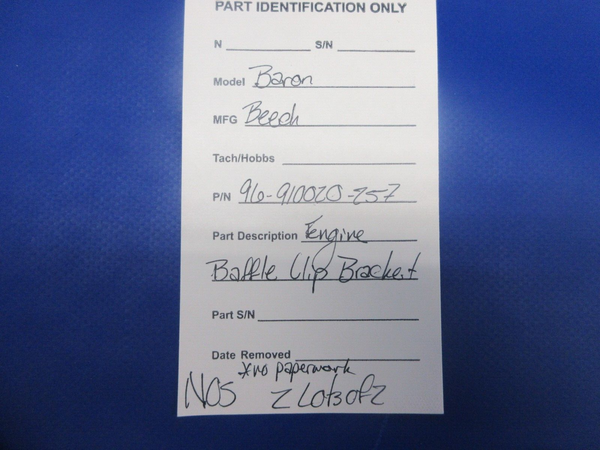 PART IDENTIFICATION ONLY
N S/N
Model Baron
MFG Beech
Tach/Hobbs
P/N 96-910020-257
Part Description Engine
Baffle Clip Bracket
Part S/N
Date Removed
*no paperwork
NOS 2 Lots of 2